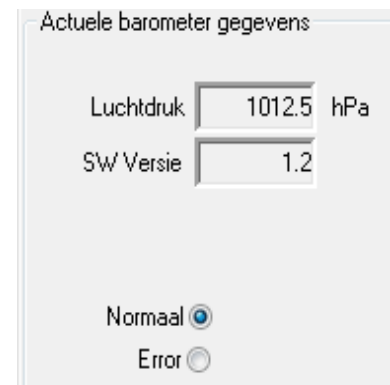 Actuele barometer gegevens
Luchtdruk 1012.5 hPa
SW Versie 1.2
Normaal
Error